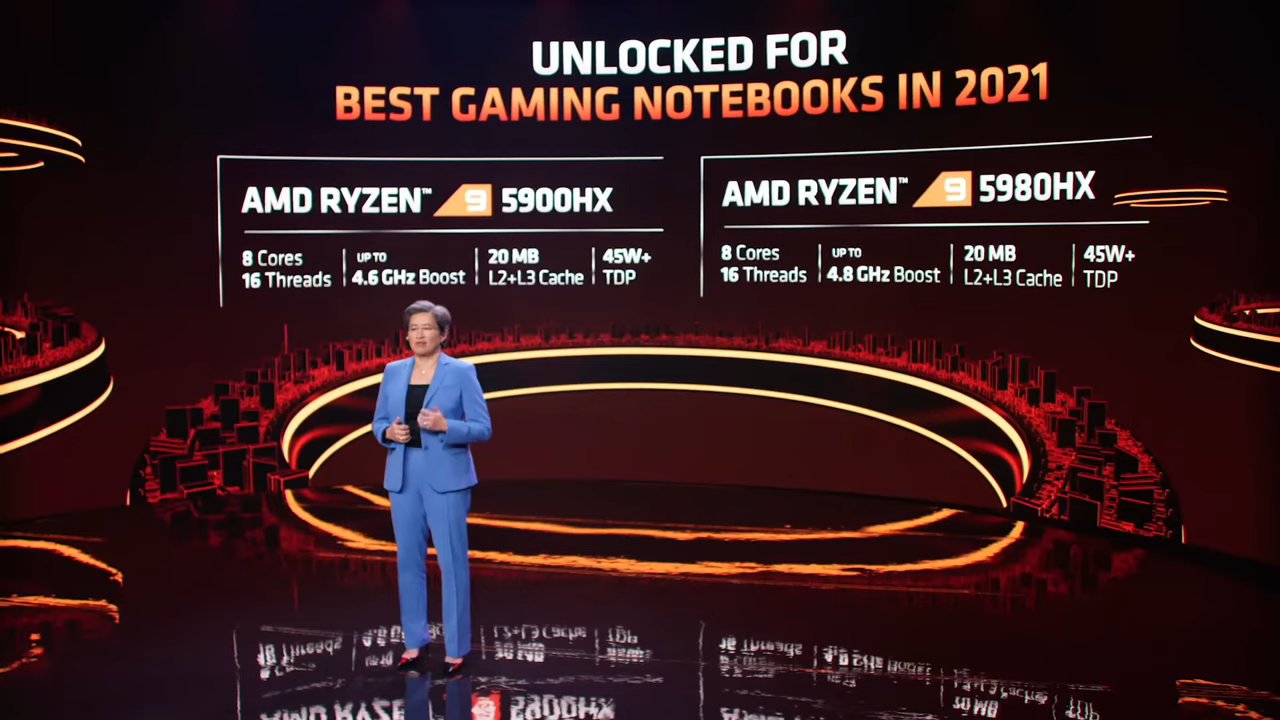 UNLOCKED FOR
BEST GAMING NOTEBOOKS IN 2021
AMD RYZEN™ 9 5900HX
8 Cores
16 Threads
UP TO
4.6 GHz Boost
20 MB
L2+L3 Cache
45W+
TDP
AMD RYZEN™ 9 5980HX
8 Cores
16 Threads
UP TO
4.8 GHz Boost
20 MB
L2+L3 Cache
45W+
TDP